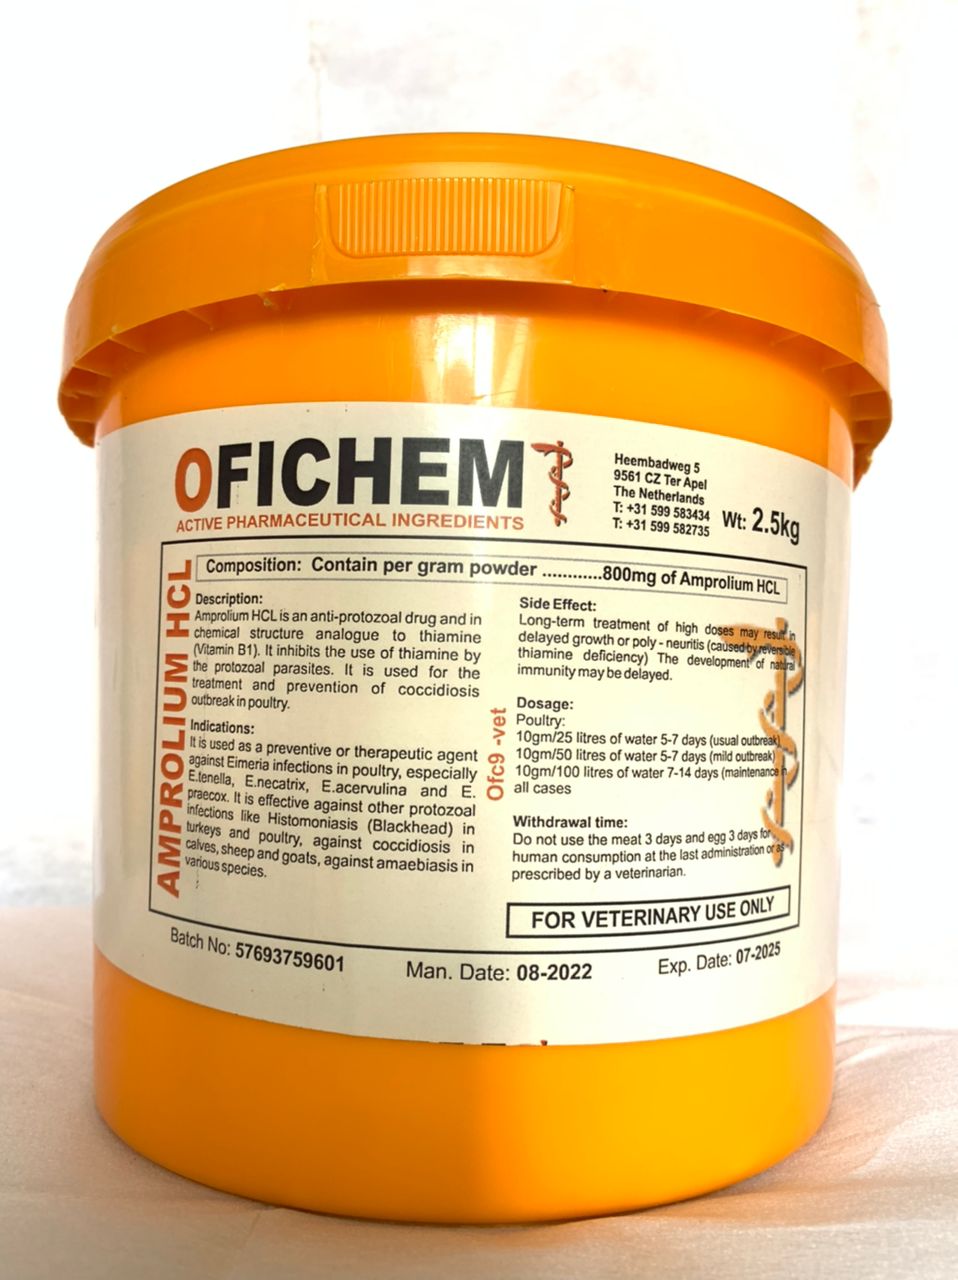 OFICHEM
ACTIVE PHARMACEUTICAL INGREDIENTS
Heembadweg 5
9561 CZ Ter Apel
The Netherlands
T: +31 599 583434
T: +31 599 582735
Wt: 2.5kg
AMPROLIUM HCL
Composition: Contain per gram powder ............800mg of Amprolium HCL
Description:
Amprolium HCL is an anti-protozoal drug and in
chemical structure analogue to thiamine
(Vitamin B1). It inhibits the use of thiamine by
the protozoal parasites. It is used for the
treatment and prevention of coccidiosis
outbreak in poultry.
Indications:
It is used as a preventive or therapeutic agent
against Eimeria infections in poultry, especially
E.tenella, E.necatrix, E.acervulina and E.
praecox. It is effective against other protozoal
infections like Histomoniasis (Blackhead) in
turkeys and poultry, against coccidiosis in
calves, sheep and goats, against amaebiasis in
various species.
Ofc9 -vet
Side Effect:
Long-term treatment of high doses may result in
delayed growth or poly - neuritis (caused by reversible
thiamine deficiency) The development of natural
immunity may be delayed.
Dosage:
Poultry:
10gm/25 litres of water 5-7 days (usual outbreak)
10gm/50 litres of water 5-7 days (mild outbreak)
10gm/100 litres of water 7-14 days (maintenance in
all cases
Withdrawal time:
Do not use the meat 3 days and egg 3 days for
human consumption at the last administration or as
prescribed by a veterinarian.
FOR VETERINARY USE ONLY
Batch No: 57693759601
Man. Date: 08-2022
Exp. Date: 07-2025